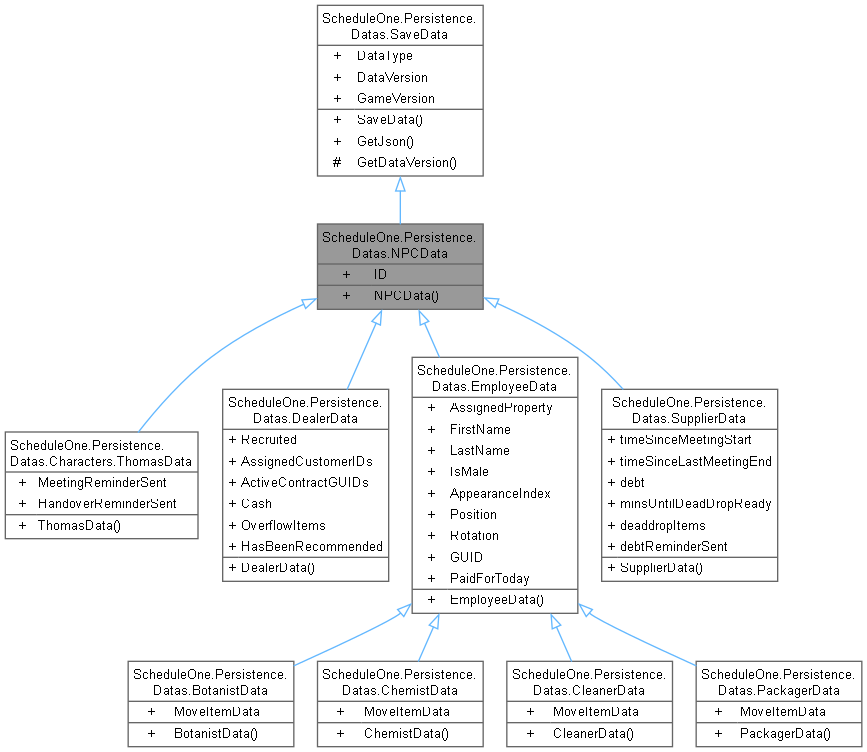 ScheduleOne.Persistence.
Datas.SaveData
+ DataType
+ DataVersion
+ GameVersion
+ SaveData()
+ GetJson()
# GetDataVersion()
ScheduleOne.Persistence.
Datas.NPCData
+ ID
+ NPCData()
ScheduleOne.Persistence.
Datas.Characters.ThomasData
+ MeetingReminderSent
+ HandoverReminderSent
+ ThomasData()
ScheduleOne.Persistence.
Datas.DealerData
+ Recruited
+ AssignedCustomerIDs
+ ActiveContractGUIDs
+ Cash
+ OverflowItems
+ HasBeenRecommended
+ DealerData()
ScheduleOne.Persistence.
Datas.EmployeeData
+ AssignedProperty
+ FirstName
+ LastName
+ IsMale
+ AppearanceIndex
+ Position
+ Rotation
+ GUID
+ PaidForToday
+ EmployeeData()
ScheduleOne.Persistence.
Datas.SupplierData
+ timeSinceMeetingStart
+ timeSinceLastMeetingEnd
+ debt
+ minsUntilDeadDropReady
+ deaddropItems
+ debtReminderSent
+ SupplierData()
ScheduleOne.Persistence.
Datas.BotanistData
+ MoveItemData
+ BotanistData()
ScheduleOne.Persistence.
Datas.ChemistData
+ MoveItemData
+ ChemistData()
ScheduleOne.Persistence.
Datas.CleanerData
+ MoveItemData
+ CleanerData()
ScheduleOne.Persistence.
Datas.PackagerData
+ MoveItemData
+ PackagerData()